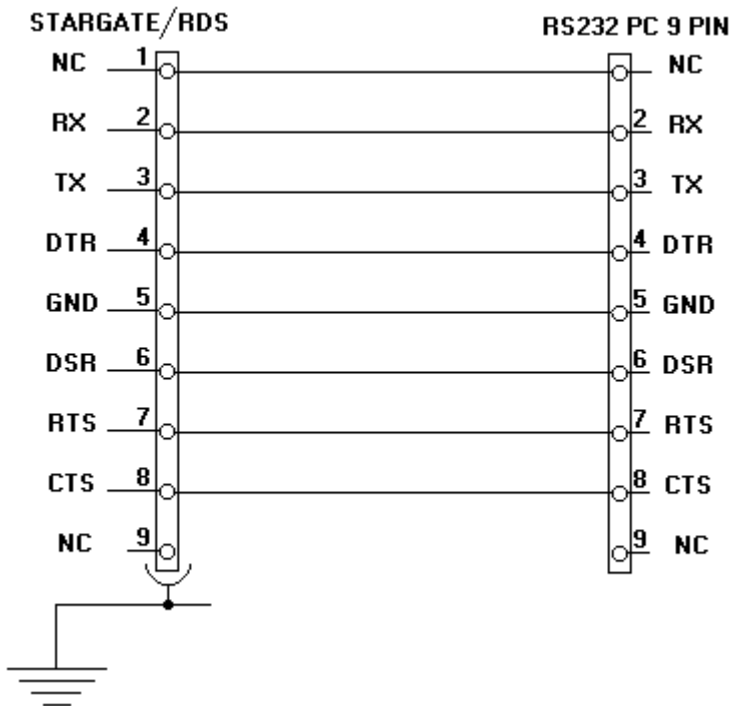 STARGATE/RDS RS232 PC 9 PIN
NC 1 NC
RX 2 2 RX
TX 3 3 TX
DTR 4 4 DTR
GND 5 5 GND
DSR 6 6 DSR
RTS 7 7 RTS
CTS 8 8 CTS
NC 9 9 NC